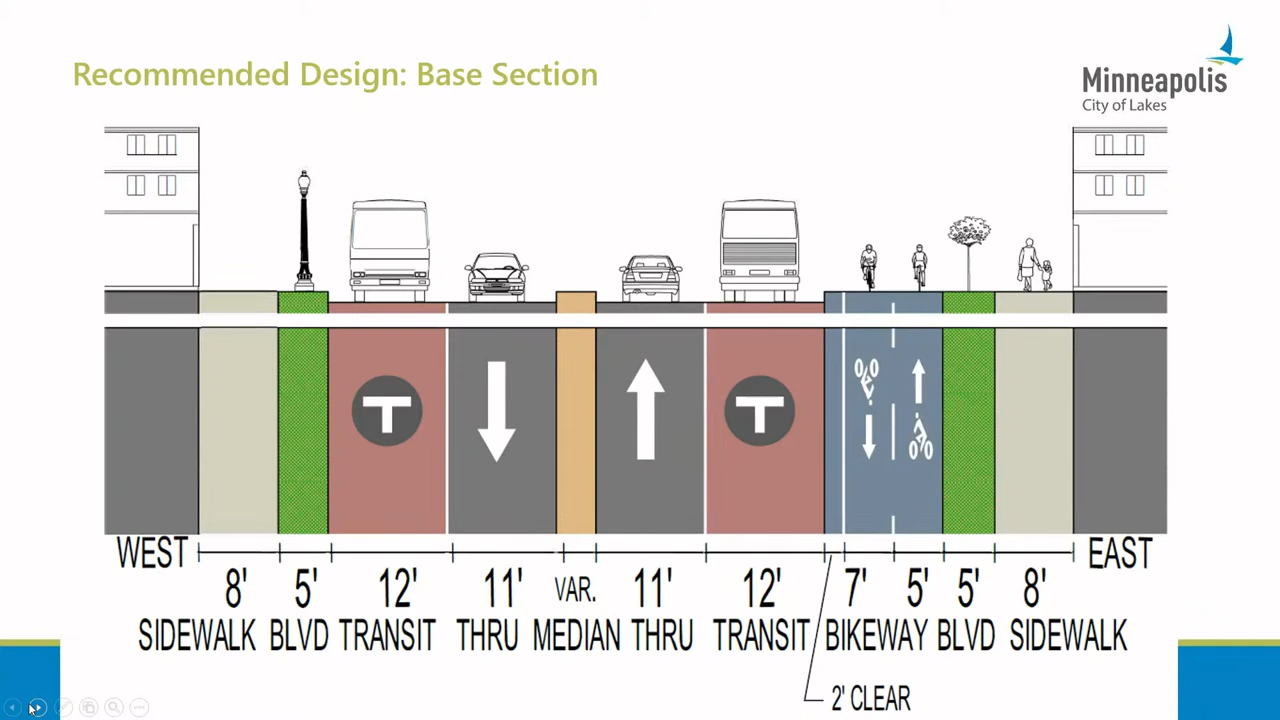 Recommended Design: Base Section
Minneapolis
City of Lakes
T
T
WEST
EAST
8' 5' 12' 11' VAR. 11' 12' 7' 5' 5' 8'
SIDEWALK BLVD TRANSIT THRU MEDIAN THRU TRANSIT BIKEWAY BLVD SIDEWALK
2' CLEAR